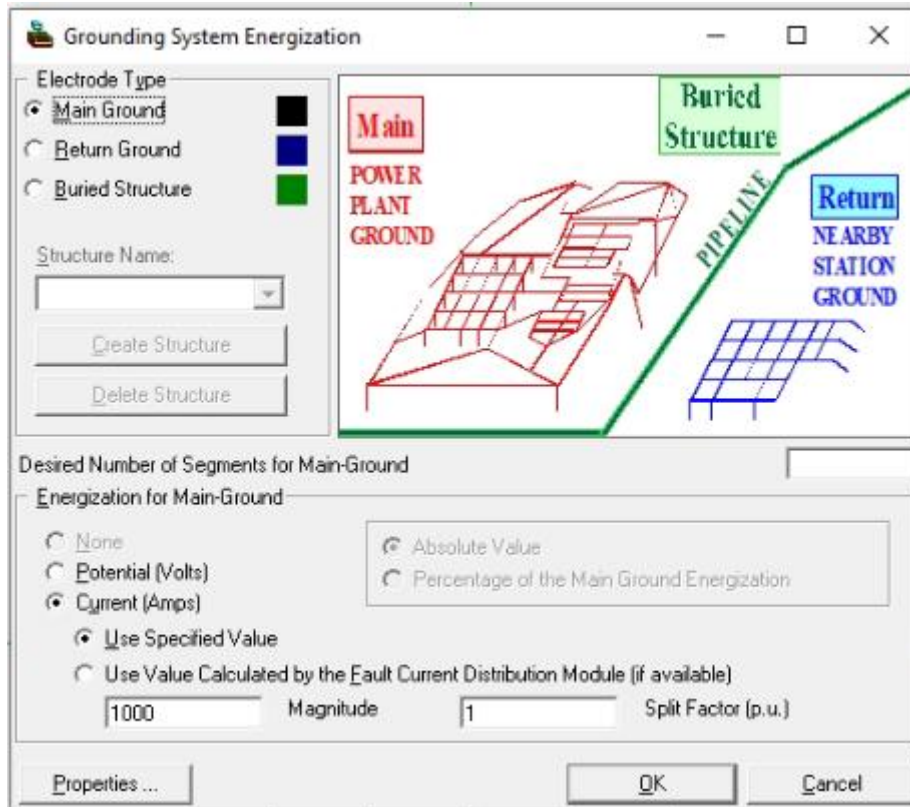 Grounding System Energization
Electrode Type
Main Ground
Return Ground
Buried Structure
Structure Name:
Create Structure
Delete Structure
Main
POWER
PLANT
GROUND
Buried
Structure
PIPELINE
Return
NEARBY
STATION
GROUND
Desired Number of Segments for Main-Ground
Energization for Main-Ground
None
Potential (Volts)
Current (Amps)
Absolute Value
Percentage of the Main Ground Energization
Use Specified Value
Use Value Calculated by the Fault Current Distribution Module (if available)
1000 Magnitude 1 Split Factor (p.u.)
Properties ... OK Cancel